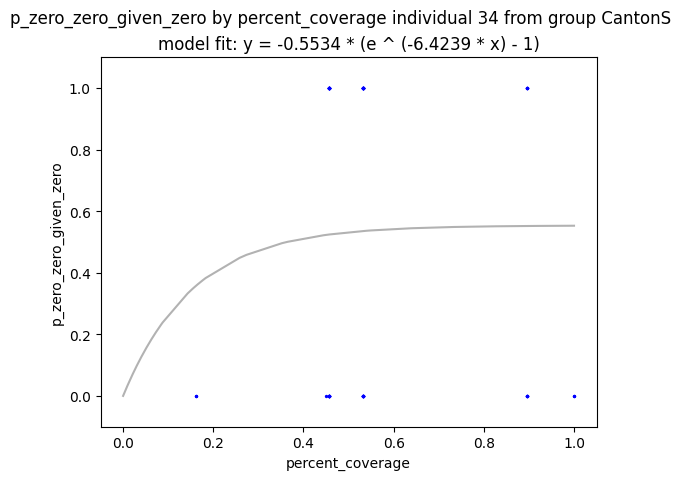 p_zero_zero_given_zero by percent_coverage individual 34 from group CantonS
model fit: y = -0.5534 * (e ^ (-6.4239 * x) - 1)
1.0
0.8
0.6
0.4
0.2
0.0
p_zero_zero_given_zero
0.0 0.2 0.4 0.6 0.8 1.0
percent_coverage